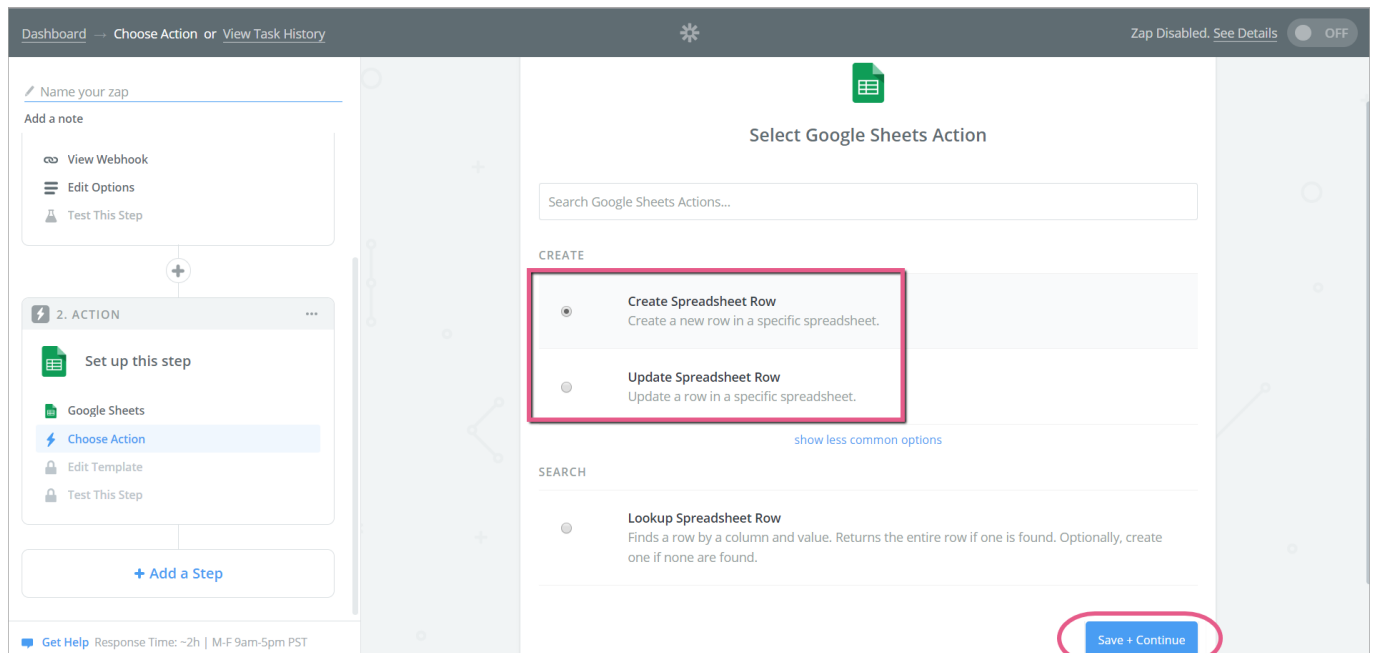 Dashboard → Choose Action or View Task History
Zap Disabled. See Details OFF
Name your zap
Add a note
View Webhook
Edit Options
Test This Step
2. ACTION
Set up this step
Google Sheets
Choose Action
Edit Template
Test This Step
+ Add a Step
Get Help Response Time: ~2h | M-F 9am-5pm PST
Select Google Sheets Action
Search Google Sheets Actions...
CREATE
Create Spreadsheet Row
Create a new row in a specific spreadsheet.
Update Spreadsheet Row
Update a row in a specific spreadsheet.
show less common options
SEARCH
Lookup Spreadsheet Row
Finds a row by a column and value. Returns the entire row if one is found. Optionally, create
one if none are found.
Save + Continue